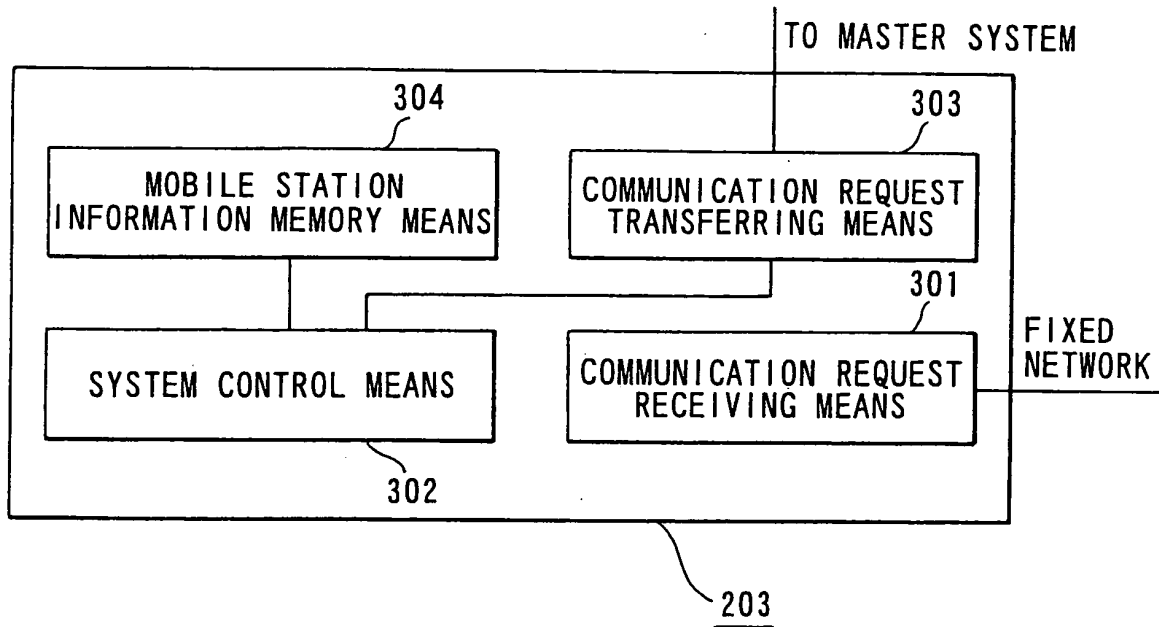 TO MASTER SYSTEM
304
303
MOBILE STATION
INFORMATION MEMORY MEANS
COMMUNICATION REQUEST
TRANSFERRING MEANS
301
SYSTEM CONTROL MEANS
COMMUNICATION REQUEST
RECEIVING MEANS
FIXED
NETWORK
302
203